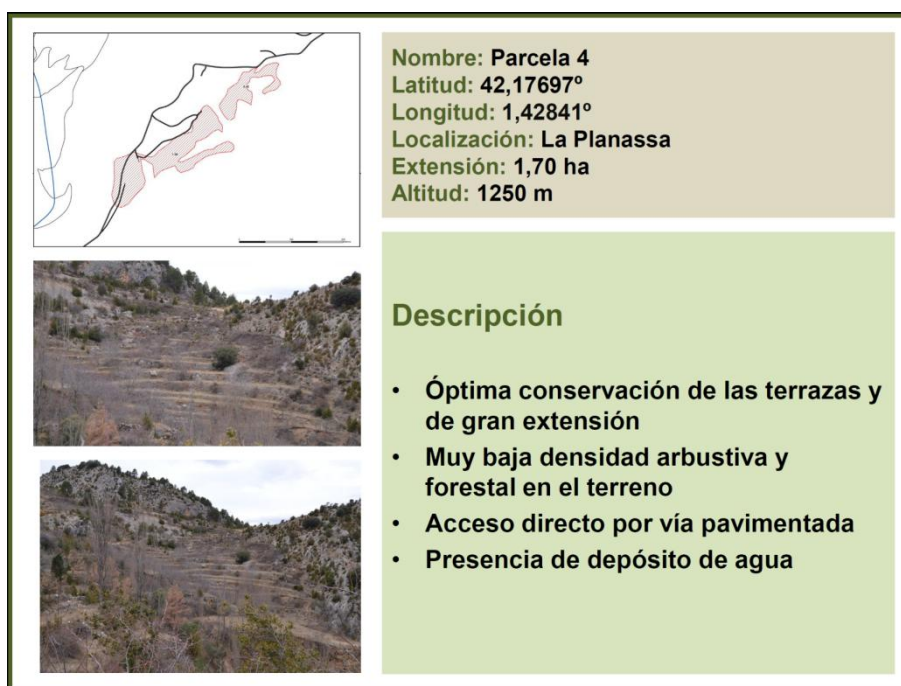 Nombre: Parcela 4
Latitud: 42,17697º
Longitud: 1,42841º
Localización: La Planassa
Extensión: 1,70 ha
Altitud: 1250 m
Descripción
• Óptima conservación de las terrazas y
de gran extensión
• Muy baja densidad arbustiva y
forestal en el terreno
• Acceso directo por vía pavimentada
• Presencia de depósito de agua